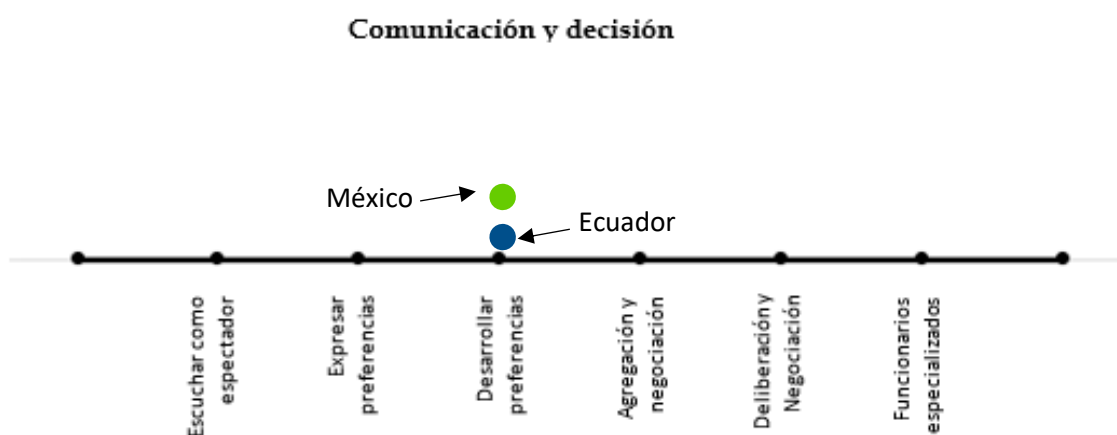 Comunicación y decisión
México
Ecuador
Escuchar como
espectador
Expresar
preferencias
Desarrollar
preferencias
Agregación y
negociación
Deliberación y
Negociación
Funcionarios
especializados